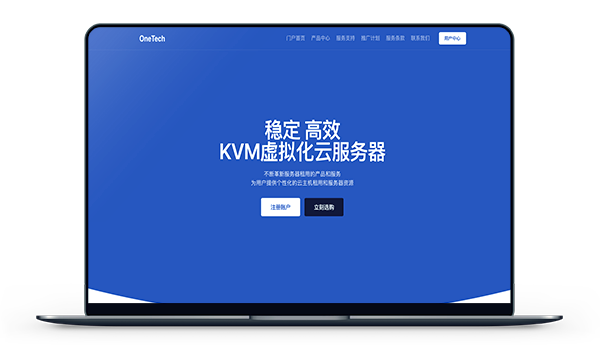 OneTech
门户首页 产品中心 服务支持 推广计划 服务条款 联系我们 用户中心
稳定 高效
KVM虚拟化云服务器
不断革新服务器租用的产品和服务
为用户提供个性化的云主机租用和服务器资源
注册账户 立刻选购